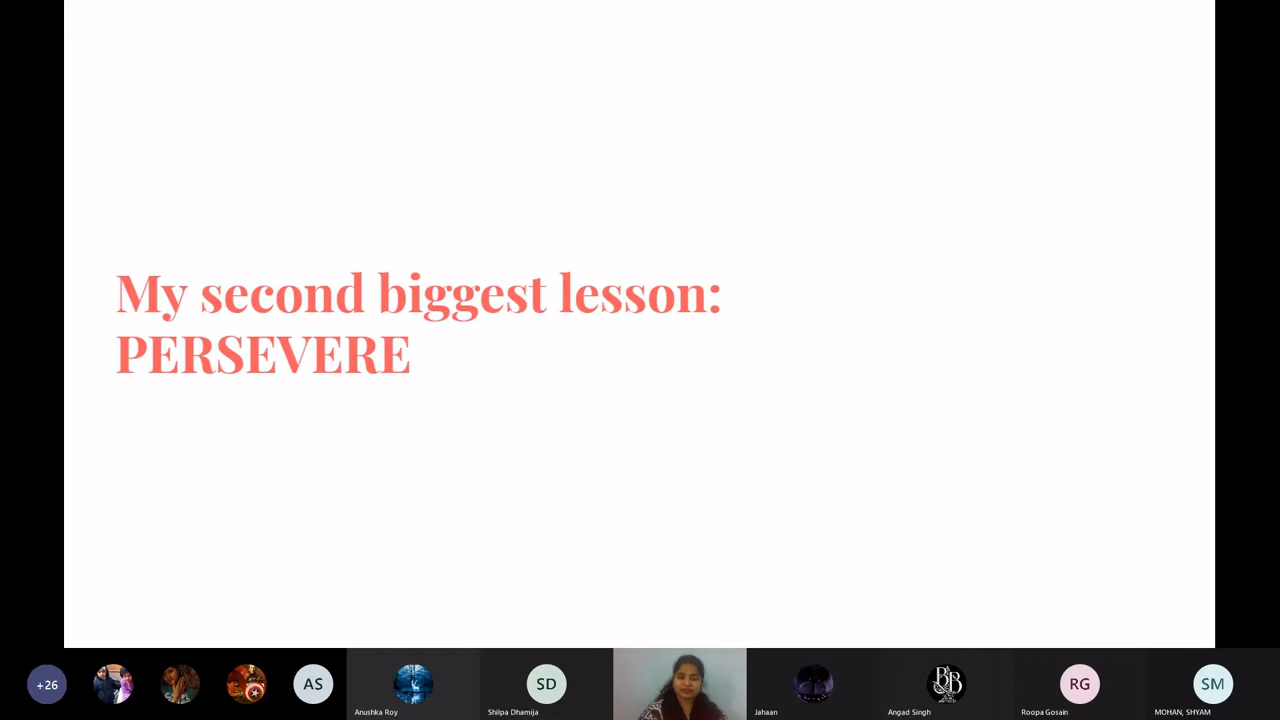 My second biggest lesson:
PERSEVERE
+26
AS
Anushka Roy
SD
Shilpa Dhamija
Jahaan
B&B
Angad Singh
RG
Roopa Gosain
SM
MOHAN, SHYAM